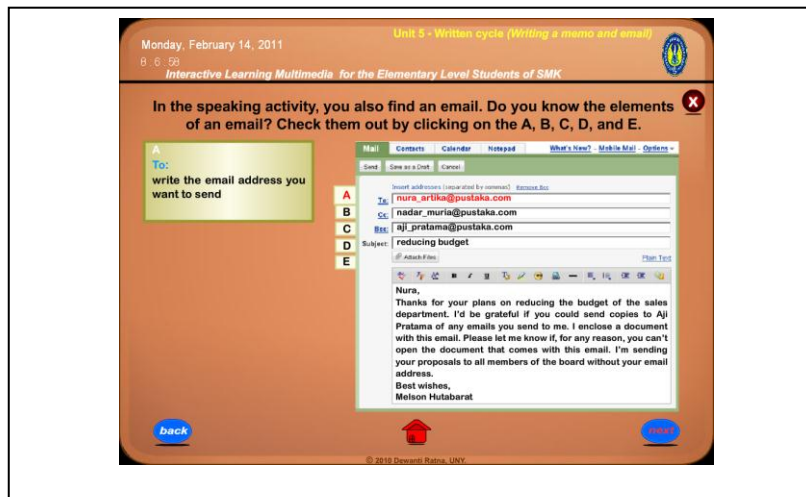 Unit 5 - Written cycle (Writing a memo and email)
Monday, February 14, 2011
8:6:58
Interactive Learning Multimedia for the Elementary Level Students of SMK
X
In the speaking activity, you also find an email. Do you know the elements
of an email? Check them out by clicking on the A, B, C, D, and E.
A
To:
write the email address you
want to send
Mail Contacts Calendar Notepad What's New? - Mobile Mail - Options
Send Save as a Draft Cancel
Insert addresses (separated by commas) Remove Bcc
A To: nura_artika@pustaka.com
B Cc: nadar_muria@pustaka.com
C Bcc: aji_pratama@pustaka.com
D Subject: reducing budget
E Attach Files Plain Text
Nura,
Thanks for your plans on reducing the budget of the sales
department. I'd be grateful if you could send copies to Aji
Pratama of any emails you send to me. I enclose a document
with this email. Please let me know if, for any reason, you can't
open the document that comes with this email. I'm sending
your proposals to all members of the board without your email
address.
Best wishes,
Melson Hutabarat
back
next
© 2010 Dewanti Ratna, UNY.